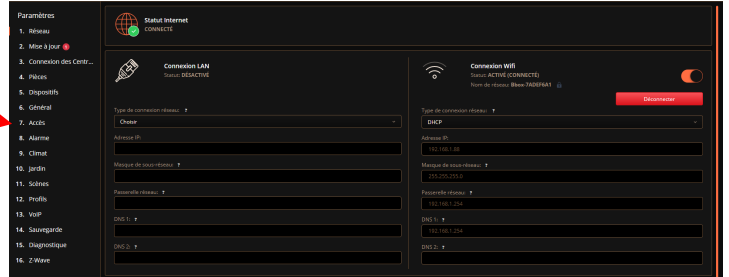 Paramètres
1. Réseau
2. Mise à jour
3. Connexion des Centr...
4. Pièces
5. Dispositifs
6. Général
7. Accès
8. Alarme
9. Climat
10. Jardin
11. Scènes
12. Profils
13. VoIP
14. Sauvegarde
15. Diagnostique
16. Z-Wave
Statut Internet
CONNECTÉ
Connexion LAN
Status: DÉSACTIVÉ
Type de connexion réseau: ?
Choisir
Adresse IP:
Masque de sous-réseau: ?
Passerelle réseau: ?
DNS 1: ?
DNS 2: ?
Connexion Wifi
Status: ACTIVÉ (CONNECTÉ)
Nom de réseau: Bbox-7ADEF6A1
Déconnecter
Type de connexion réseau: ?
DHCP
Adresse IP:
192.168.1.88
Masque de sous-réseau: ?
255.255.255.0
Passerelle réseau: ?
192.168.1.254
DNS 1: ?
192.168.1.254
DNS 2: ?